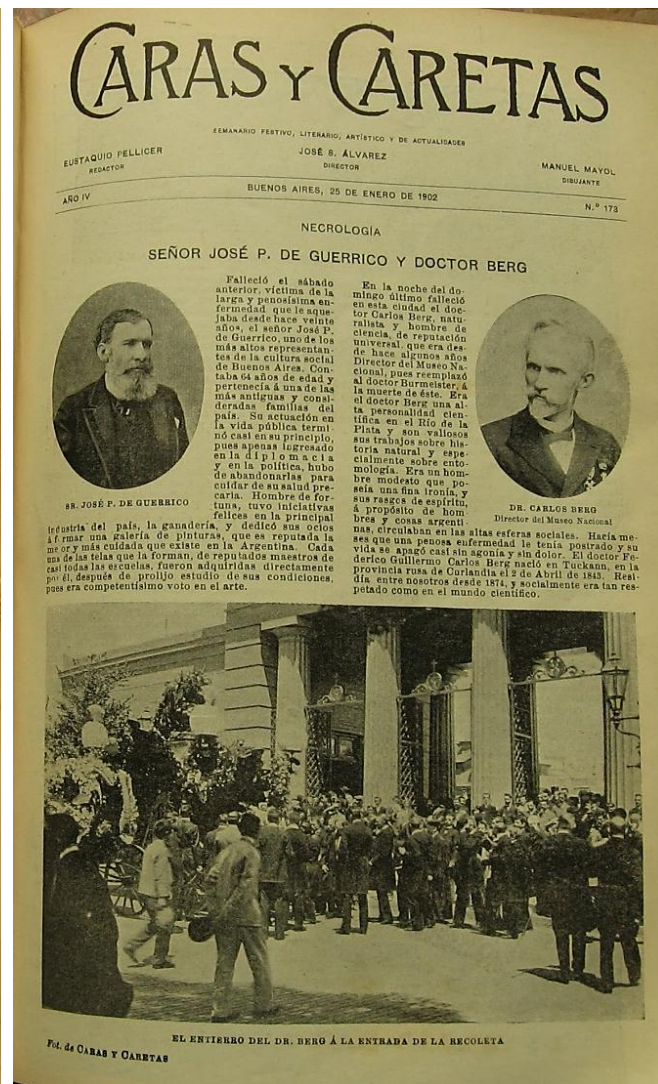 CARAS Y CARETAS
SEMANARIO FESTIVO, LITERARIO, ARTÍSTICO Y DE ACTUALIDADES
EUSTAQUIO PELLICER
REDACTOR
JOSÉ S. ÁLVAREZ
DIRECTOR
MANUEL MAYOL
DIBUJANTE
AÑO IV
BUENOS AIRES, 25 DE ENERO DE 1902
N.º 173
NECROLOGÍA
SEÑOR JOSÉ P. DE GUERRICO Y DOCTOR BERG
Falleció el sábado
anterior, víctima de la
larga y penosísima en-
fermedad que le aque-
jaba desde hace veinte
años, el señor José P.
de Guerrico, uno de los
más altos representan-
tes de la cultura social
de Buenos Aires. Con-
taba 64 años de edad y
pertenecía á una de las
más antiguas y consi-
deradas familias del
país. Su actuación en
la vida pública termi-
nó casi en su principio,
pues apenas ingresado
en la diplomacia
y en la política, hubo
de abandonarlas para
cuidar de su salud pre-
caria. Hombre de for-
tuna, tuvo iniciativas
felices en la principal
industria del país, la ganadería, y dedicó sus ocios
á formar una galería de pinturas, que es reputada la
mejor y más cuidada que existe en la Argentina. Cada
una de las telas que la forman, de reputados maestros de
casi todas las escuelas, fueron adquiridas directamente
por él, después de prolijo estudio de sus condiciones,
pues era competentísimo voto en el arte.
SR. JOSÉ P. DE GUERRICO
En la noche del do-
mingo último falleció
en esta ciudad el doc-
tor Carlos Berg, natu-
ralista y hombre de
ciencia, de reputación
universal, que era des-
de hace algunos años
Director del Museo Na-
cional, pues reemplazó
al doctor Burmeister, á
la muerte de éste. Era
el doctor Berg una al-
ta personalidad cien-
tífica en el Río de la
Plata y son valiosos
sus trabajos sobre his-
toria natural y espe-
cialmente sobre ento-
mología. Era un hom-
bre modesto que po-
seía una fina ironía, y
sus rasgos de espíritu,
á propósito de hom-
bres y cosas argenti-
nas, circulaban en las altas esferas sociales. Hacía me-
ses que una penosa enfermedad le tenía postrado y su
vida se apagó casi sin agonía y sin dolor. El doctor Fe-
derico Guillermo Carlos Berg nació en Tuckann, en la
provincia rusa de Curlandia el 2 de Abril de 1843. Resi-
día entre nosotros desde 1874, y socialmente era tan res-
petado como en el mundo científico.
DR. CARLOS BERG
Director del Museo Nacional
Fot. de CARAS Y CARETAS
EL ENTIERRO DEL DR. BERG Á LA ENTRADA DE LA RECOLETA